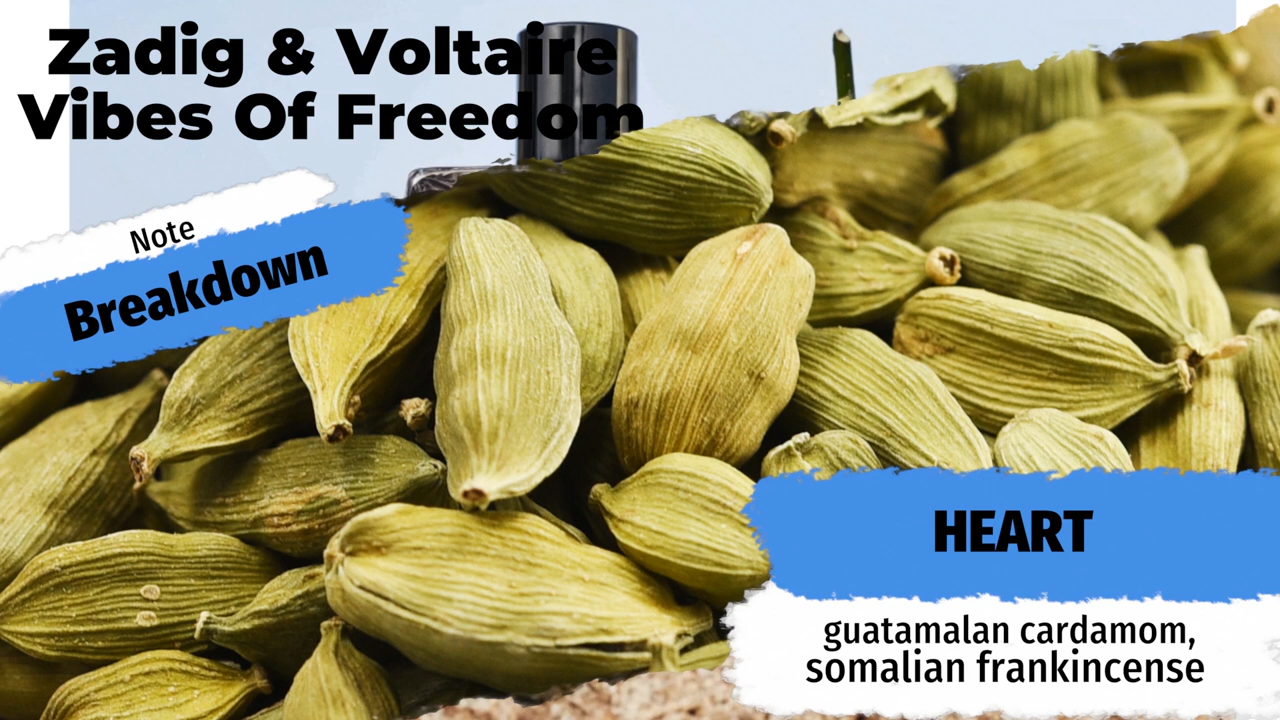 Zadig & Voltaire
Vibes Of Freedom
Note
Breakdown
HEART
guatamalan cardamom,
somalian frankincense